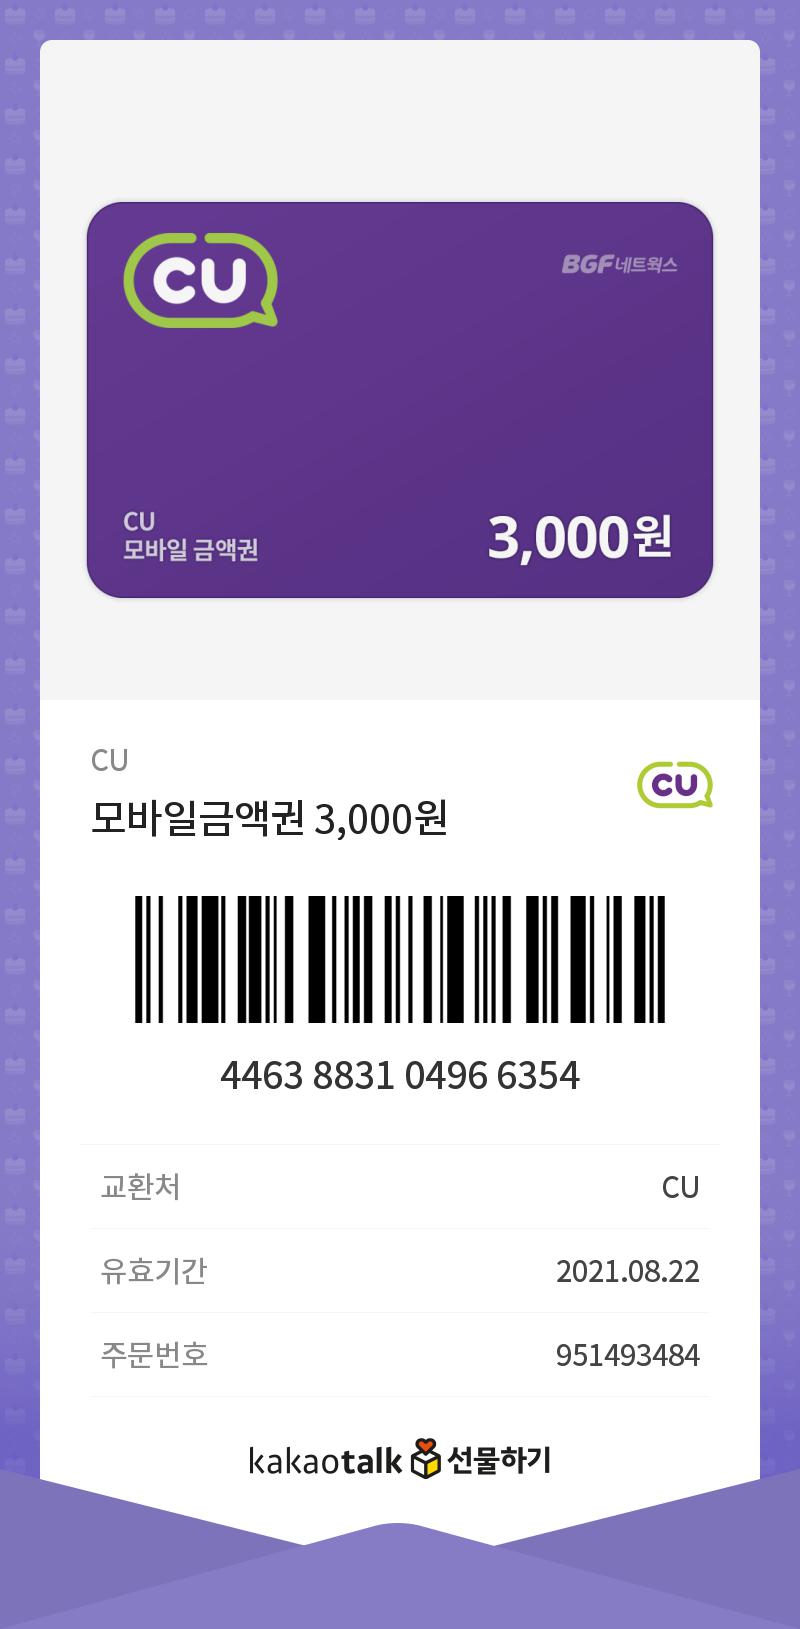 CU
BGF네트웍스
CU
모바일 금액권
3,000원
CU
모바일금액권 3,000원
CU
4463 8831 0496 6354
교환처 CU
유효기간 2021.08.22
주문번호 951493484
kakaotalk 선물하기